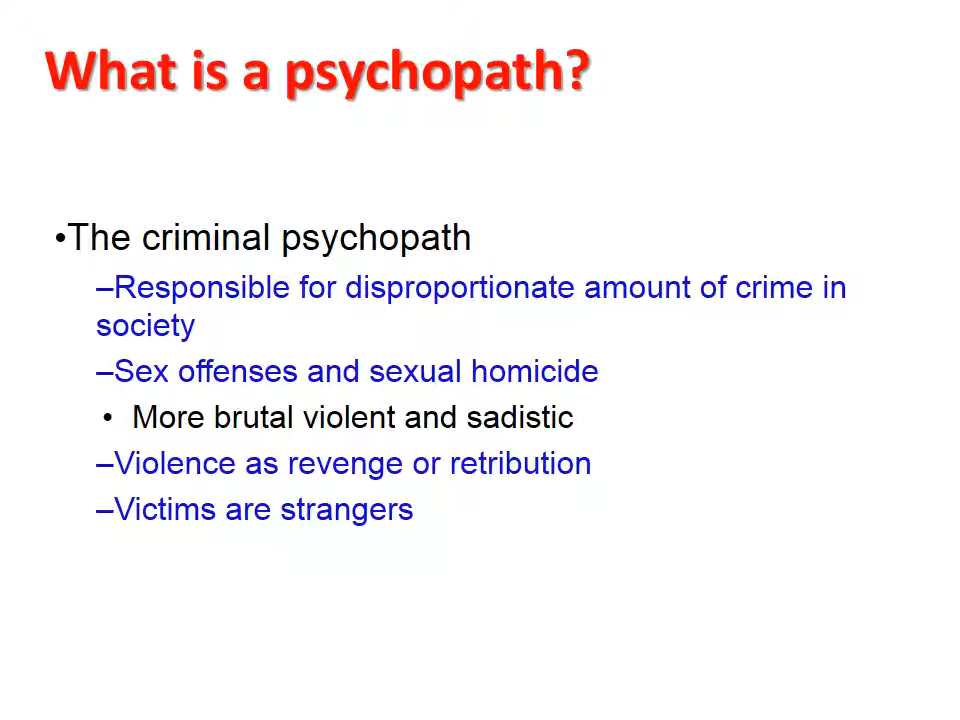 What is a psychopath?
•The criminal psychopath
–Responsible for disproportionate amount of crime in
society
–Sex offenses and sexual homicide
• More brutal violent and sadistic
–Violence as revenge or retribution
–Victims are strangers